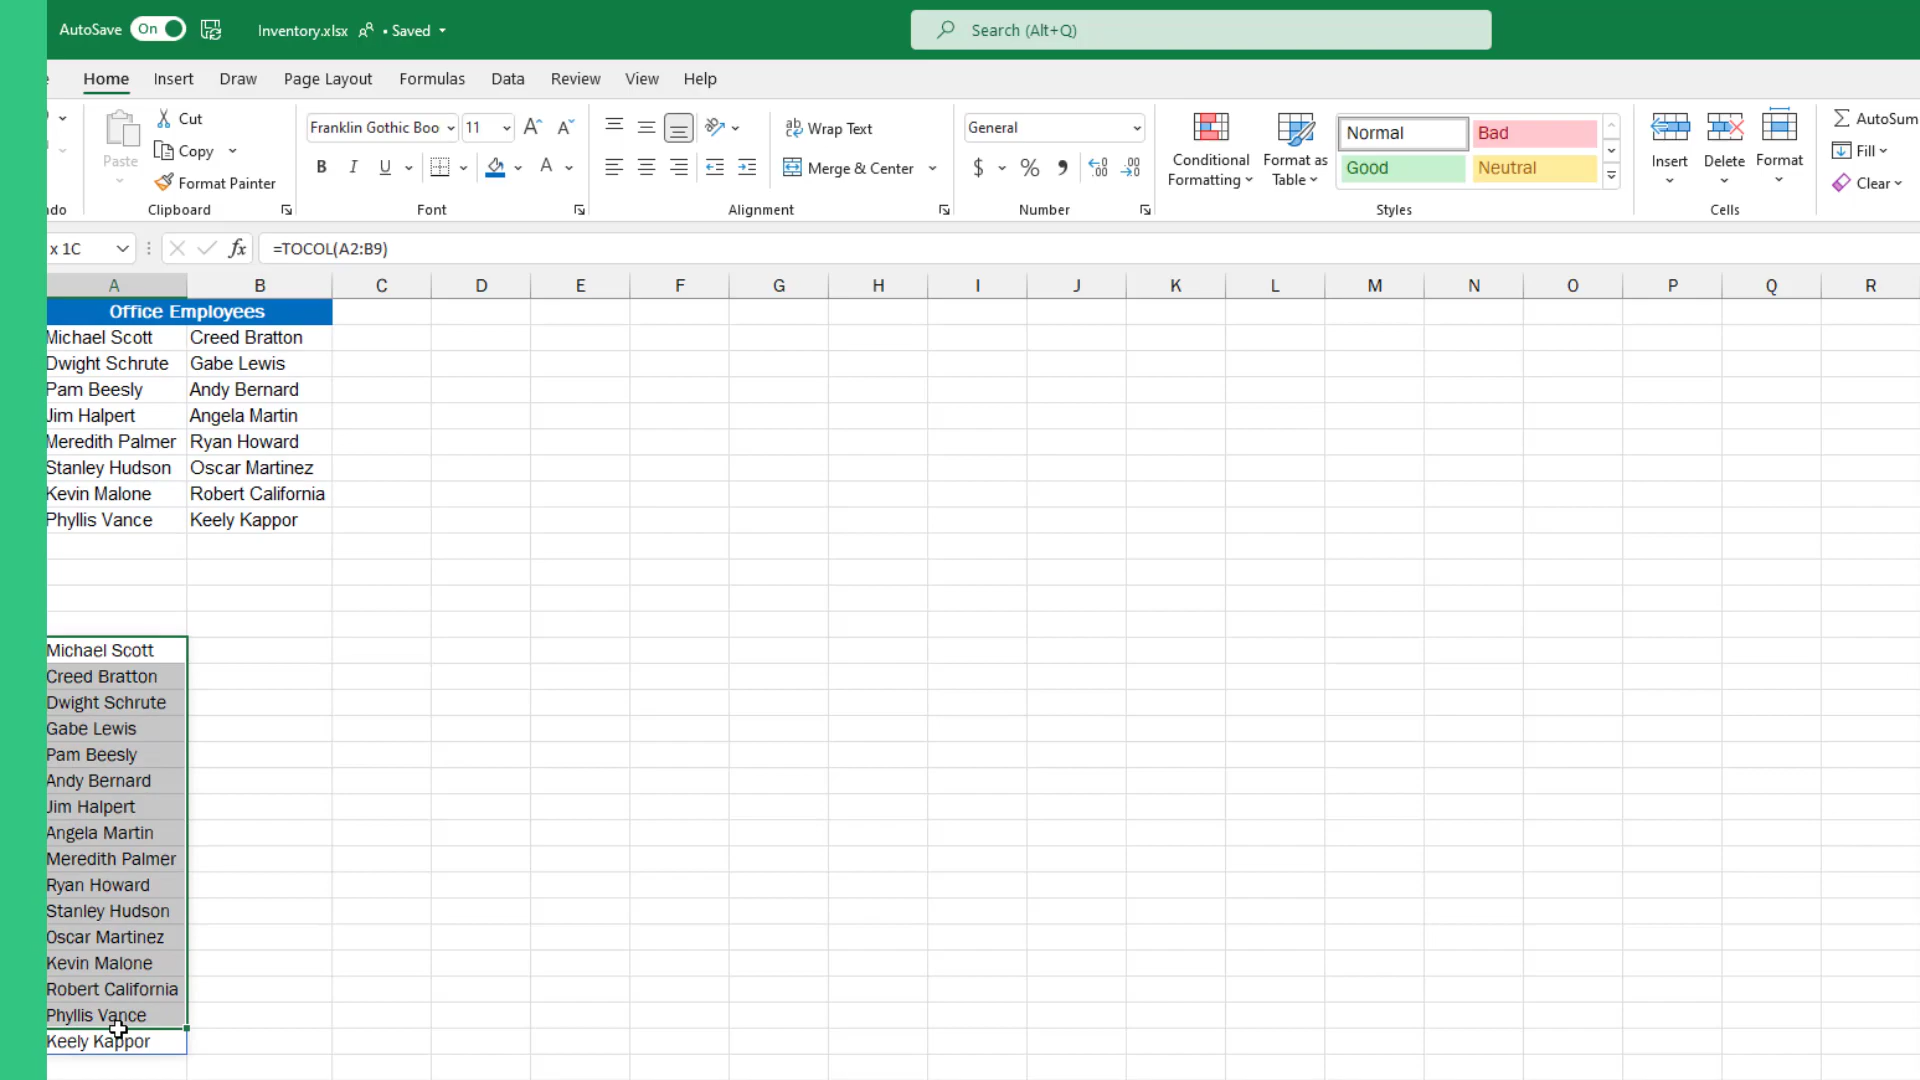 AutoSave On Inventory.xlsx • Saved Search (Alt+Q)
Home Insert Draw Page Layout Formulas Data Review View Help
Cut
Franklin Gothic Boo 11
Wrap Text
General
Normal Bad
AutoSum
Paste
Copy
Format Painter
B I U A
Merge & Center
$ %
Conditional Formatting
Format as Table
Good Neutral
Insert Delete Format
Fill
Clear
do Clipboard Font Alignment Number Styles Cells
x 1C fx =TOCOL(A2:B9)
A B C D E F G H I J K L M N O P Q R
Office Employees
Michael Scott Creed Bratton
Dwight Schrute Gabe Lewis
Pam Beesly Andy Bernard
Jim Halpert Angela Martin
Meredith Palmer Ryan Howard
Stanley Hudson Oscar Martinez
Kevin Malone Robert California
Phyllis Vance Keely Kappor
Michael Scott
Creed Bratton
Dwight Schrute
Gabe Lewis
Pam Beesly
Andy Bernard
Jim Halpert
Angela Martin
Meredith Palmer
Ryan Howard
Stanley Hudson
Oscar Martinez
Kevin Malone
Robert California
Phyllis Vance
Keely Kappor